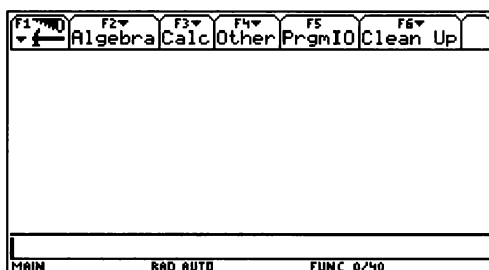 F1 F2 F3 F4 F5 F6
Algebra Calc Other PrgmIO Clean Up
MAIN RAD AUTO FUNC 0/40